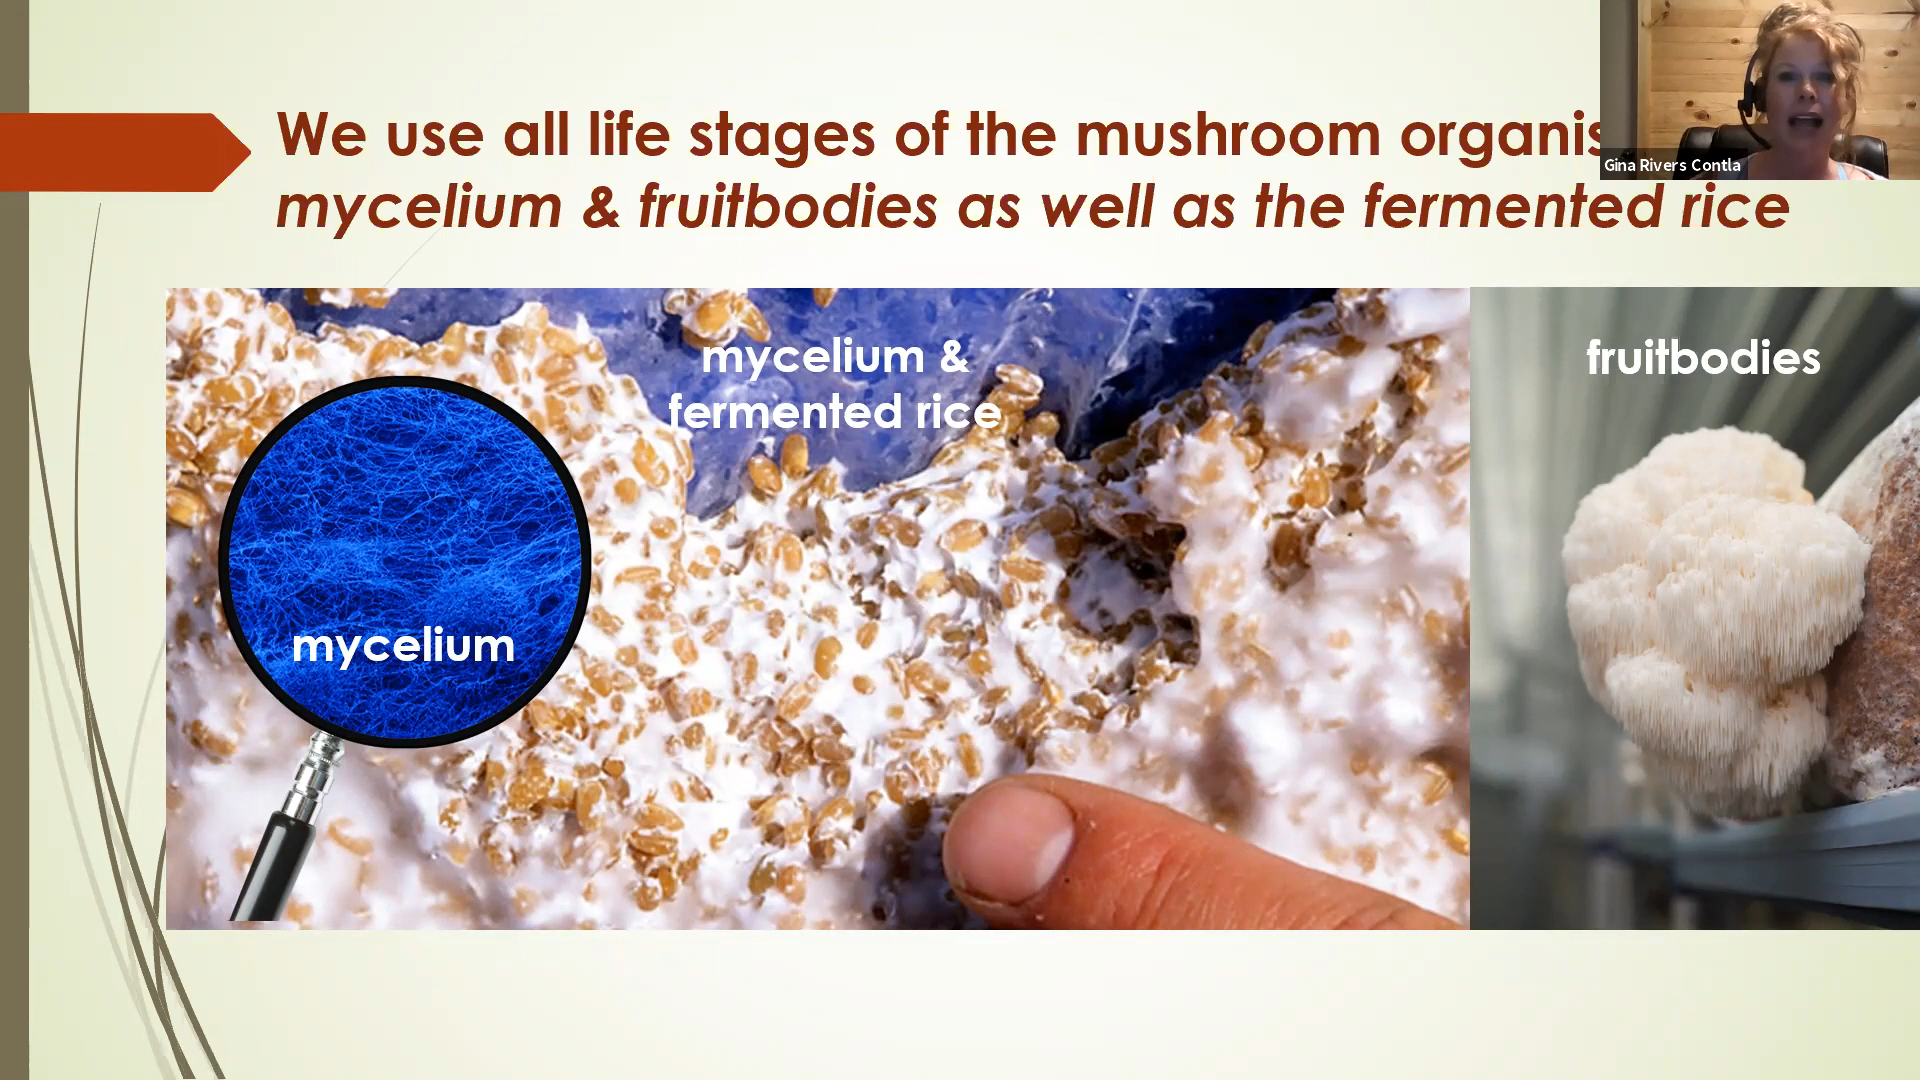 We use all life stages of the mushroom
mycelium & fruitbodies as well as the fermented rice
Gina Rivers Contla
mycelium &
fermented rice
fruitbodies
mycelium